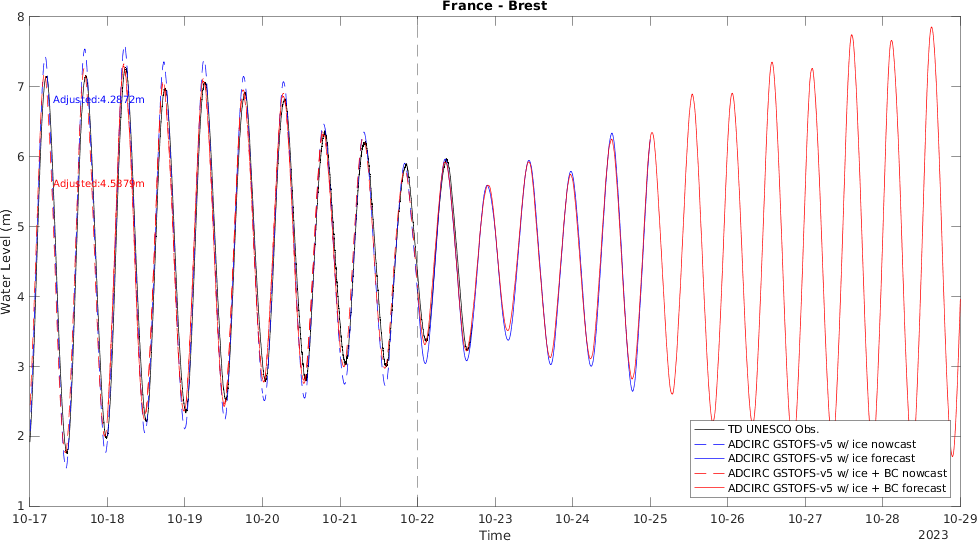 France - Brest
8
7
6
5
4
3
2
1
Water Level (m)
Adjusted:4.2872m
Adjusted:4.5879m
TD UNESCO Obs.
ADCIRC GSTOFS-v5 w/ ice nowcast
ADCIRC GSTOFS-v5 w/ ice forecast
ADCIRC GSTOFS-v5 w/ ice + BC nowcast
ADCIRC GSTOFS-v5 w/ ice + BC forecast
10-17 10-18 10-19 10-20 10-21 10-22 10-23 10-24 10-25 10-26 10-27 10-28 10-29
Time
2023